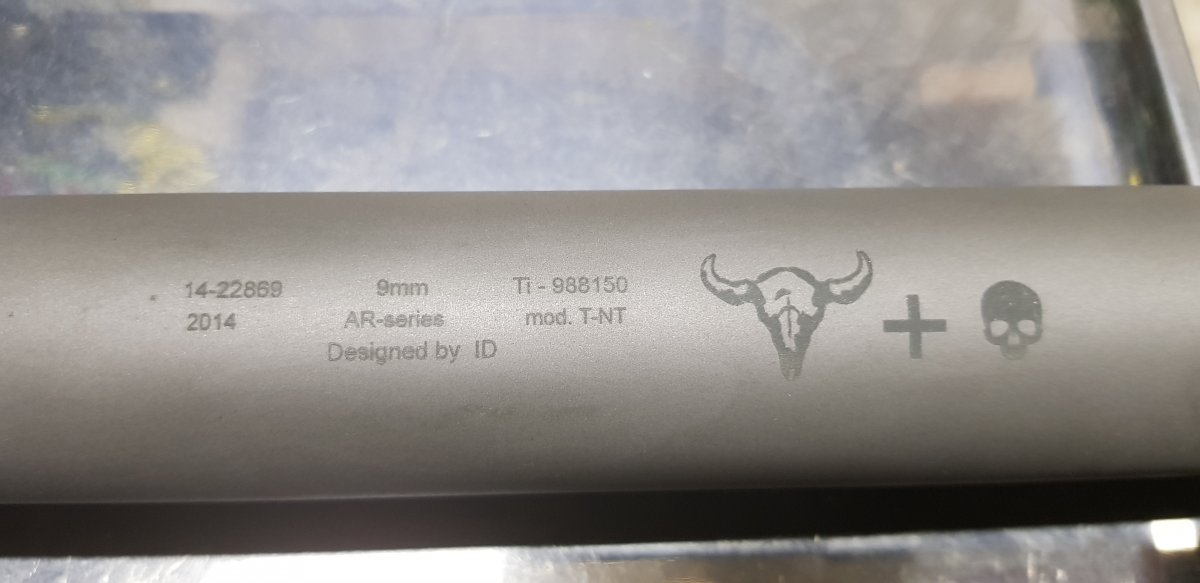 14-22869
2014
9mm
AR-series
Designed by ID
Ti - 988150
mod. T-NT